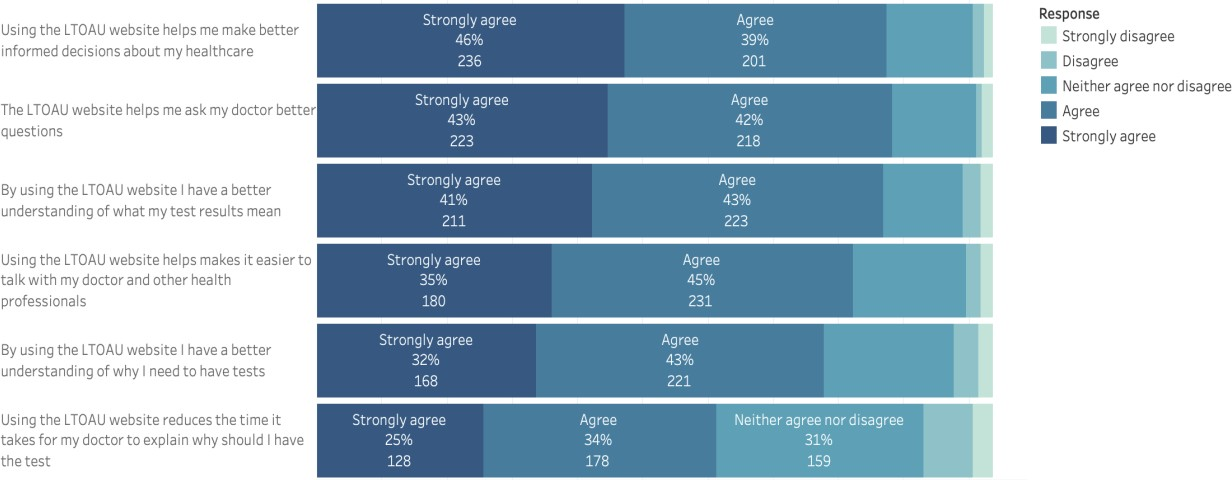 Using the LTOAU website helps me make better
informed decisions about my healthcare
Strongly agree
46%
236
Agree
39%
201
The LTOAU website helps me ask my doctor better
questions
Strongly agree
43%
223
Agree
42%
218
By using the LTOAU website I have a better
understanding of what my test results mean
Strongly agree
41%
211
Agree
43%
223
Using the LTOAU website helps makes it easier to
talk with my doctor and other health
professionals
Strongly agree
35%
180
Agree
45%
231
By using the LTOAU website I have a better
understanding of why I need to have tests
Strongly agree
32%
168
Agree
43%
221
Using the LTOAU website reduces the time it
takes for my doctor to explain why should I have
the test
Strongly agree
25%
128
Agree
34%
178
Neither agree nor disagree
31%
159
Response
Strongly disagree
Disagree
Neither agree nor disagree
Agree
Strongly agree